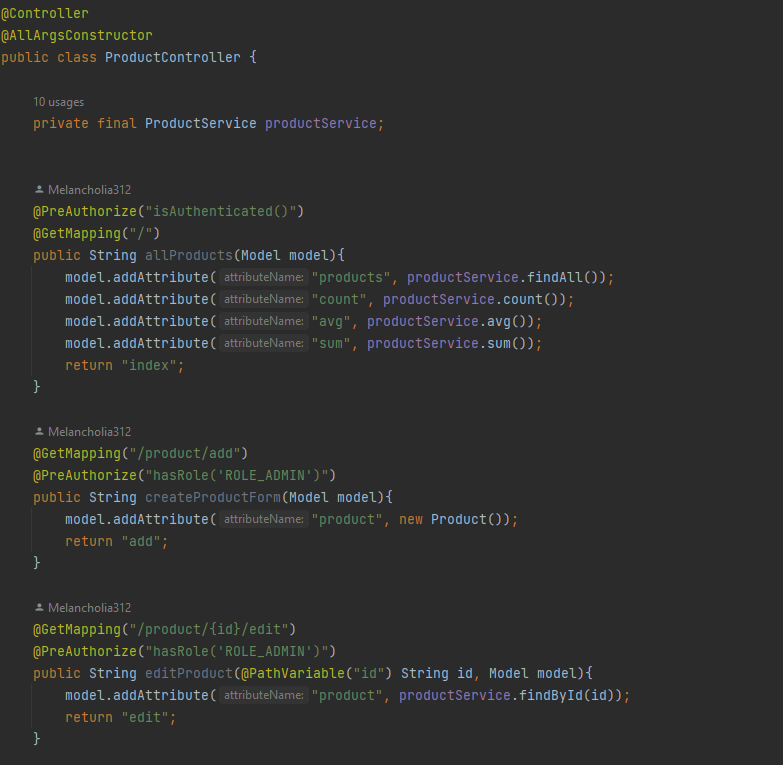 @Controller
@AllArgsConstructor
public class ProductController {
10 usages
private final ProductService productService;
Melancholia312
@PreAuthorize("isAuthenticated()")
@GetMapping("/")
public String allProducts(Model model){
model.addAttribute( attributeName: "products", productService.findAll());
model.addAttribute( attributeName: "count", productService.count());
model.addAttribute( attributeName: "avg", productService.avg());
model.addAttribute( attributeName: "sum", productService.sum());
return "index";
}
Melancholia312
@GetMapping("/product/add")
@PreAuthorize("hasRole('ROLE_ADMIN')")
public String createProductForm(Model model){
model.addAttribute( attributeName: "product", new Product());
return "add";
}
Melancholia312
@GetMapping("/product/{id}/edit")
@PreAuthorize("hasRole('ROLE_ADMIN')")
public String editProduct(@PathVariable("id") String id, Model model){
model.addAttribute( attributeName: "product", productService.findById(id));
return "edit";
}